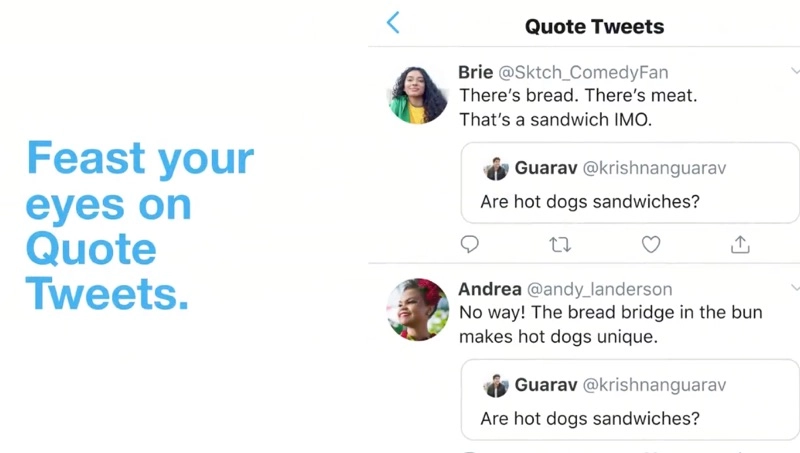 Feast your
eyes on
Quote
Tweets.
Quote Tweets
Brie @Sktch_ComedyFan
There’s bread. There’s meat.
That’s a sandwich IMO.
Guarav @krishnanguarav
Are hot dogs sandwiches?
Andrea @andy_landerson
No way! The bread bridge in the bun
makes hot dogs unique.
Guarav @krishnanguarav
Are hot dogs sandwiches?